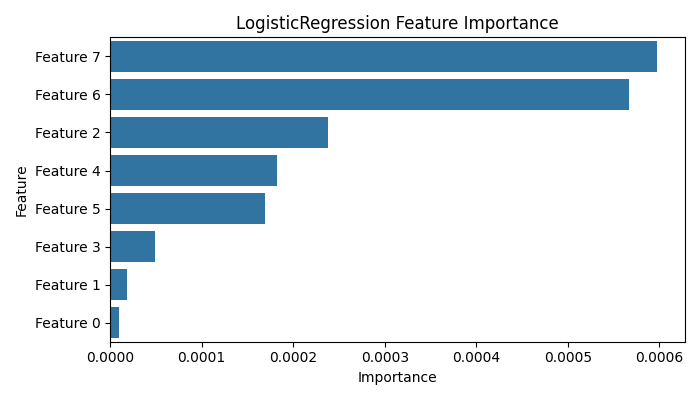 LogisticRegression Feature Importance
Feature
Feature 7
Feature 6
Feature 2
Feature 4
Feature 5
Feature 3
Feature 1
Feature 0
0.0000 0.0001 0.0002 0.0003 0.0004 0.0005 0.0006
Importance